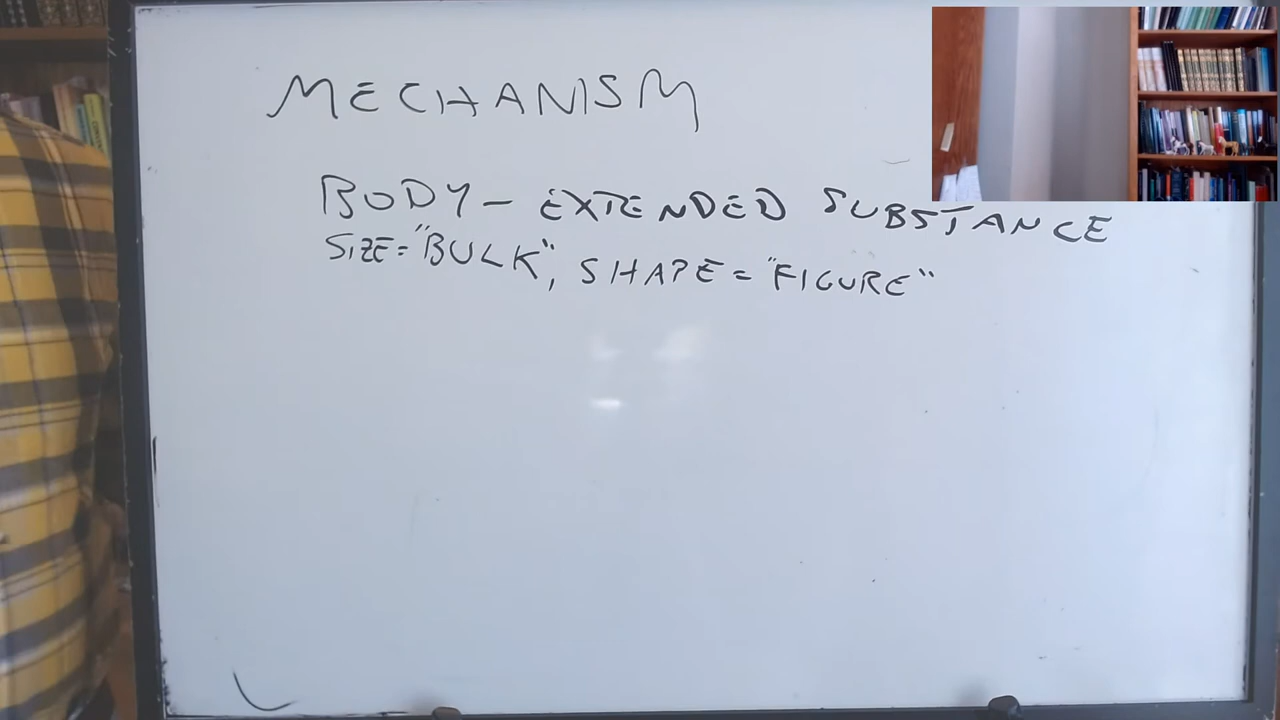 MECHANISM
BODY - EXTENDED SUBSTANCE
SIZE = "BULK", SHAPE = "FIGURE"